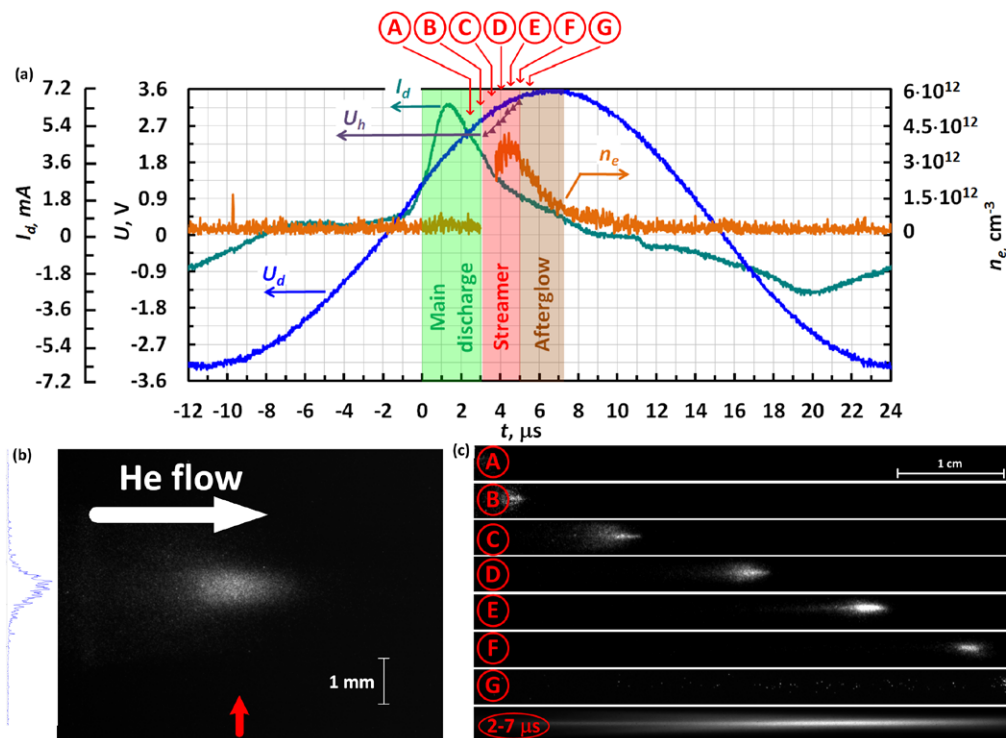 A B C D E F G
(a)
7.2 3.6 6·10¹²
I_d
5.4 2.7 4.5·10¹²
U_h
3.6 1.8 n_e 3·10¹²
1.8 0.9 1.5·10¹²
0 0 0
-1.8 -0.9
U_d
-3.6 -1.8
-5.4 -2.7
-7.2 -3.6
I_d, mA
U, V
Main
discharge
Streamer
Afterglow
n_e, cm⁻³
-12 -10 -8 -6 -4 -2 0 2 4 6 8 10 12 14 16 18 20 22 24
t, μs
(b)
He flow
1 mm
(c)
A
1 cm
B
C
D
E
F
G
2-7 μs